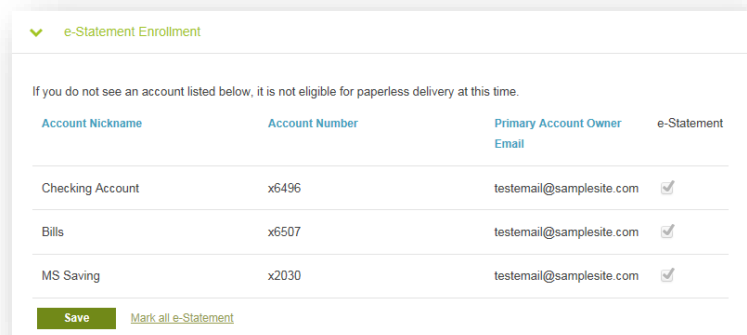 e-Statement Enrollment
If you do not see an account listed below, it is not eligible for paperless delivery at this time.
Account Nickname Account Number Primary Account Owner Email e-Statement
Checking Account x6496 testemail@samplesite.com
Bills x6507 testemail@samplesite.com
MS Saving x2030 testemail@samplesite.com
Save Mark all e-Statement